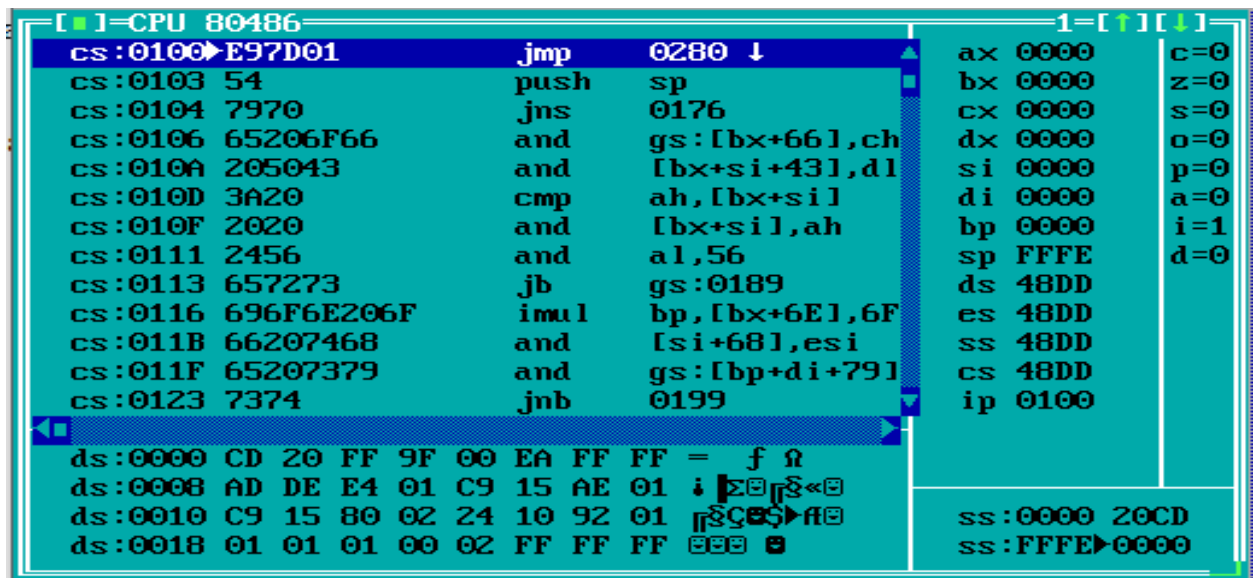 [■]=CPU 80486 1=[↑][↓]
cs:0100►E97D01 jmp 0280 ↓ ax 0000 c=0
cs:0103 54 push sp bx 0000 z=0
cs:0104 7970 jns 0176 cx 0000 s=0
cs:0106 65206F66 and gs:[bx+66],ch dx 0000 o=0
cs:010A 205043 and [bx+si+43],dl si 0000 p=0
cs:010D 3A20 cmp ah,[bx+si] di 0000 a=0
cs:010F 2020 and [bx+si],ah bp 0000 i=1
cs:0111 2456 and al,56 sp FFFE d=0
cs:0113 657273 jb gs:0189 ds 48DD
cs:0116 696F6E206F imul bp,[bx+6E],6F es 48DD
cs:011B 66207468 and [si+68],esi ss 48DD
cs:011F 65207379 and gs:[bp+di+79] cs 48DD
cs:0123 7374 jnb 0199 ip 0100
ds:0000 CD 20 FF 9F 00 EA FF FF = ƒ Ω
ds:0008 AD DE E4 01 C9 15 AE 01 ¡▐Σ☺╔§«☺
ds:0010 C9 15 80 02 24 10 92 01 ╔§Ç☻$►Æ☺ ss:0000 20CD
ds:0018 01 01 01 00 02 FF FF FF ☺☺☺ ☻ ss:FFFE►0000